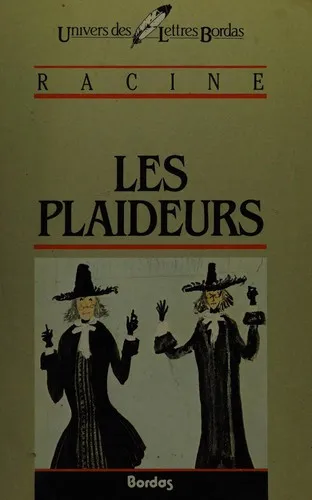 Univers des Lettres Bordas
RACINE
LES
PLAIDEURS
Bordas